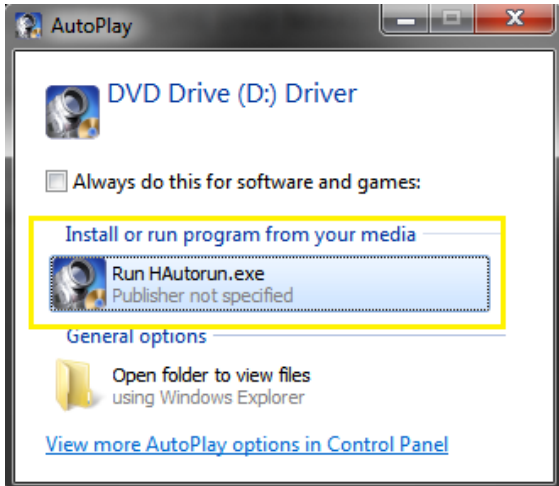 AutoPlay
DVD Drive (D:) Driver
Always do this for software and games:
Install or run program from your media
Run HAutorun.exe
Publisher not specified
General options
Open folder to view files
using Windows Explorer
View more AutoPlay options in Control Panel